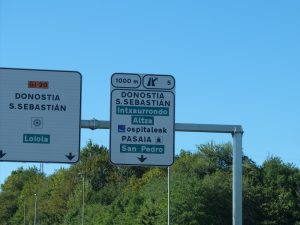 GI-20
DONOSTIA
S. SEBASTIÁN
Loiola
1000 m
5
DONOSTIA
S. SEBASTIÁN
Intxaurrondo
Altza
ospitaleak
PASAIA
San Pedro